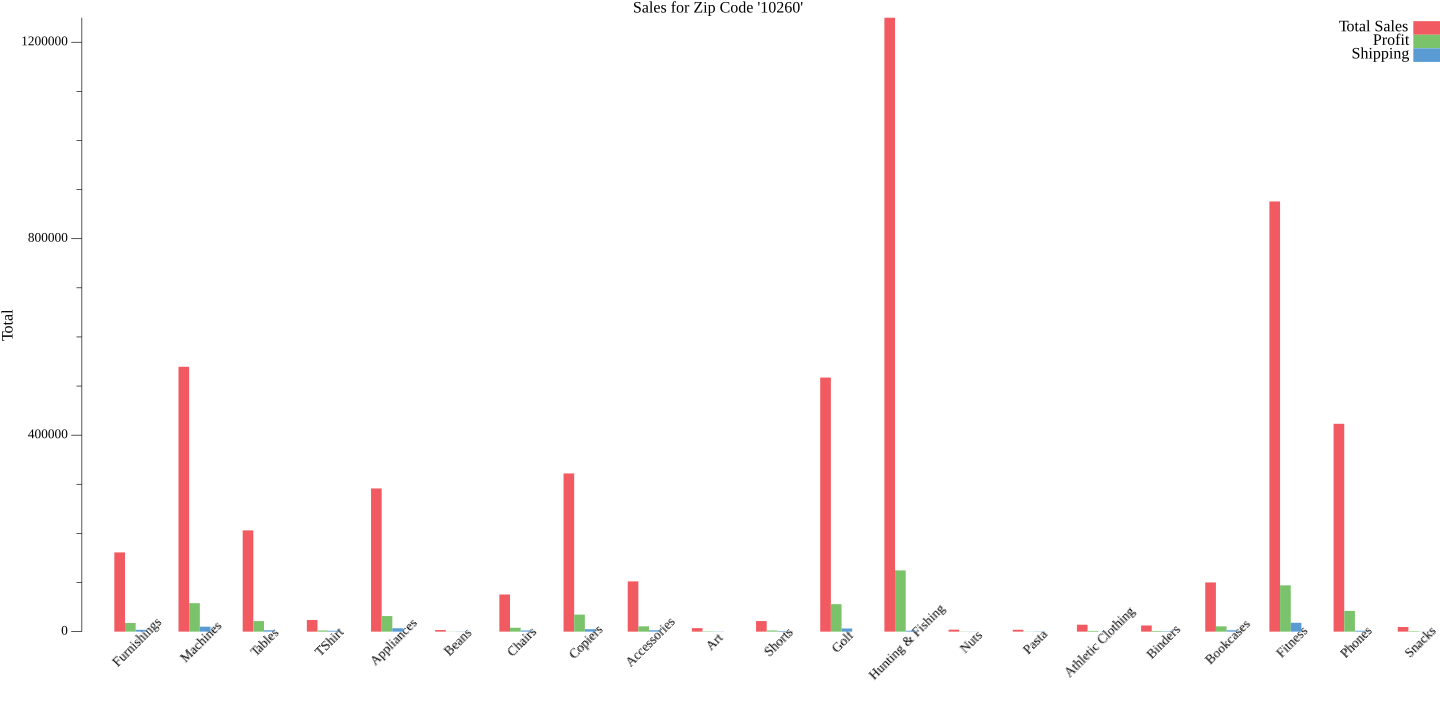 Sales for Zip Code '10260'
Total Sales
Profit
Shipping
Total
1200000
800000
400000
0
Furnishings
Machines
Tables
TShirt
Appliances
Beans
Chairs
Copiers
Accessories
Art
Shorts
Golf
Hunting & Fishing
Nuts
Pasta
Athletic Clothing
Binders
Bookcases
Fitness
Phones
Snacks